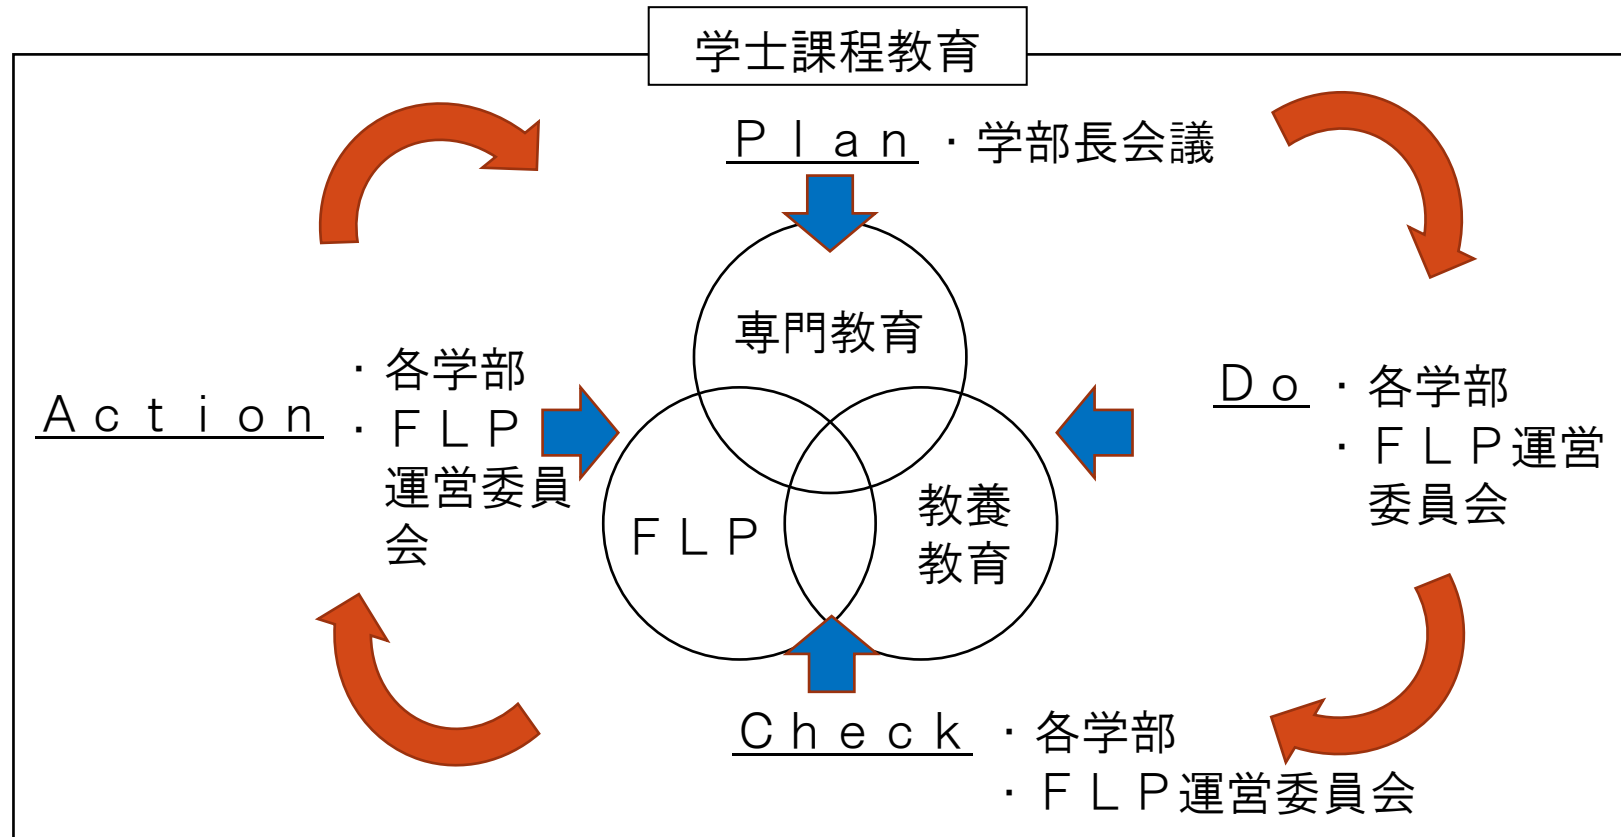 学士課程教育
Ｐｌａｎ ・学部長会議
専門教育
Ａｃｔｉｏｎ
・各学部
・ＦＬＰ
運営委員
会
Ｄｏ ・各学部
・ＦＬＰ運営
委員会
ＦＬＰ
教養
教育
Ｃｈｅｃｋ ・各学部
・ＦＬＰ運営委員会